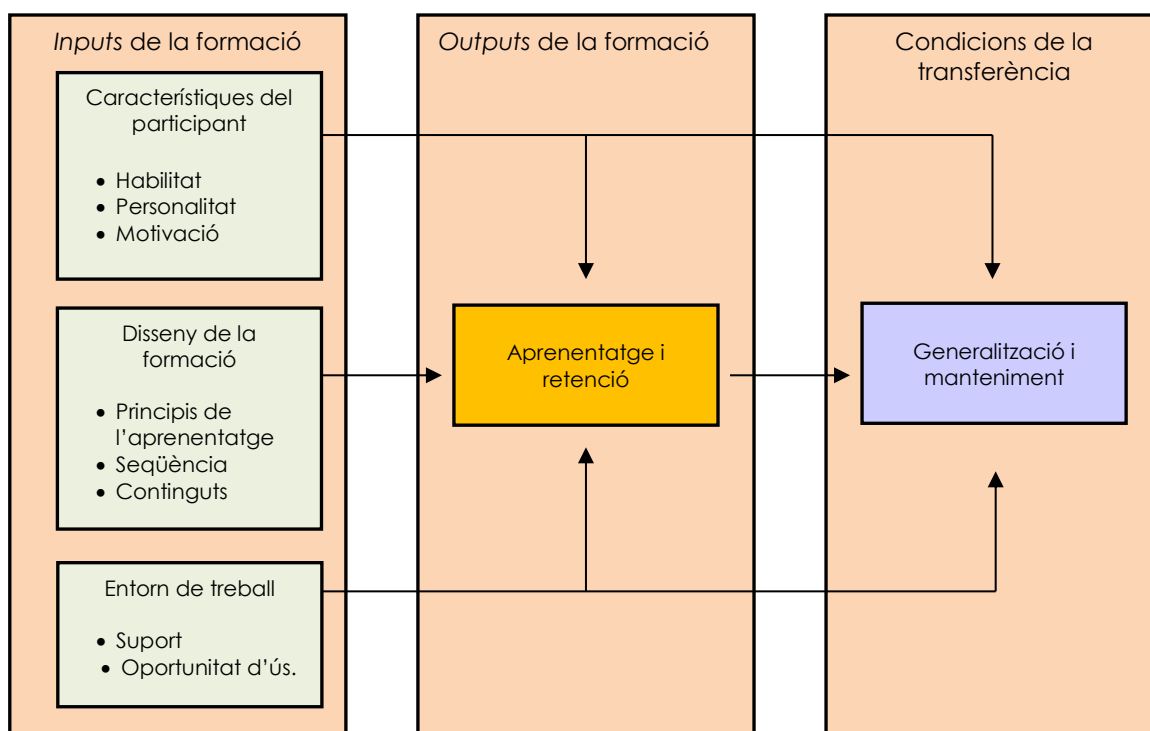 Inputs de la formació
Característiques del
participant
• Habilitat
• Personalitat
• Motivació
Disseny de la
formació
• Principis de
l’aprenentatge
• Seqüència
• Continguts
Entorn de treball
• Suport
• Oportunitat d’ús.
Outputs de la formació
Aprenentatge i
retenció
Condicions de la
transferència
Generalització i
manteniment